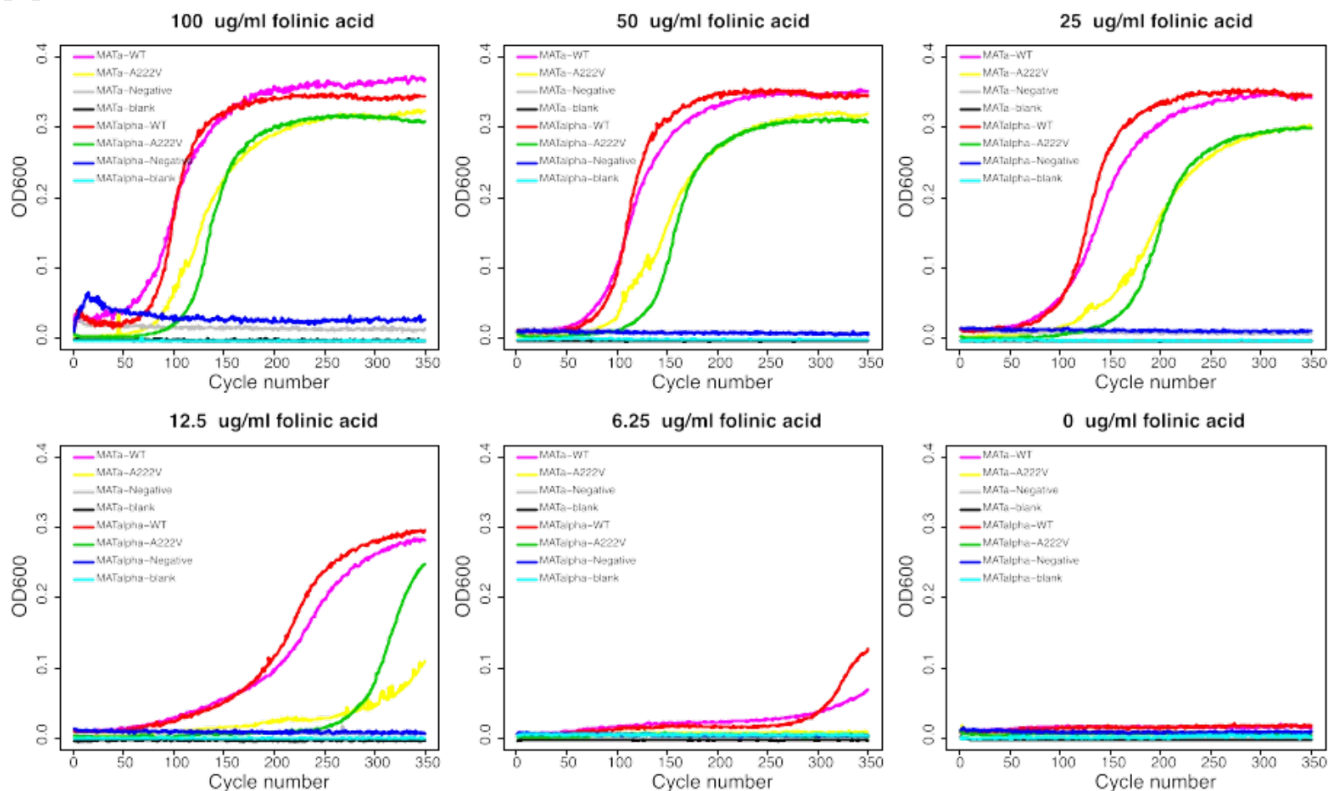 100 ug/ml folinic acid
MATa-WT
MATa-A222V
MATa-Negative
MATa-blank
MATalpha-WT
MATalpha-A222V
MATalpha-Negative
MATalpha-blank
OD600
0.0 0.1 0.2 0.3 0.4
0 50 100 150 200 250 300 350
Cycle number
50 ug/ml folinic acid
MATa-WT
MATa-A222V
MATa-Negative
MATa-blank
MATalpha-WT
MATalpha-A222V
MATalpha-Negative
MATalpha-blank
OD600
0.0 0.1 0.2 0.3 0.4
0 50 100 150 200 250 300 350
Cycle number
25 ug/ml folinic acid
MATa-WT
MATa-A222V
MATa-Negative
MATa-blank
MATalpha-WT
MATalpha-A222V
MATalpha-Negative
MATalpha-blank
OD600
0.0 0.1 0.2 0.3 0.4
0 50 100 150 200 250 300 350
Cycle number
12.5 ug/ml folinic acid
MATa-WT
MATa-A222V
MATa-Negative
MATa-blank
MATalpha-WT
MATalpha-A222V
MATalpha-Negative
MATalpha-blank
OD600
0.0 0.1 0.2 0.3 0.4
0 50 100 150 200 250 300 350
Cycle number
6.25 ug/ml folinic acid
MATa-WT
MATa-A222V
MATa-Negative
MATa-blank
MATalpha-WT
MATalpha-A222V
MATalpha-Negative
MATalpha-blank
OD600
0.0 0.1 0.2 0.3 0.4
0 50 100 150 200 250 300 350
Cycle number
0 ug/ml folinic acid
MATa-WT
MATa-A222V
MATa-Negative
MATa-blank
MATalpha-WT
MATalpha-A222V
MATalpha-Negative
MATalpha-blank
OD600
0.0 0.1 0.2 0.3 0.4
0 50 100 150 200 250 300 350
Cycle number